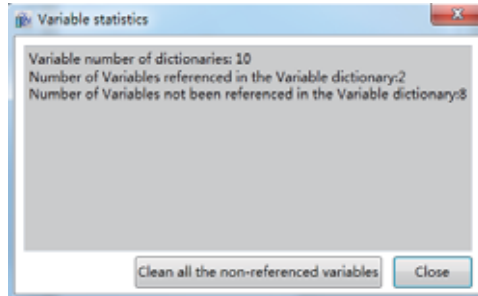 Variable statistics
Variable number of dictionaries: 10
Number of Variables referenced in the Variable dictionary:2
Number of Variables not been referenced in the Variable dictionary:8
Clean all the non-referenced variables
Close